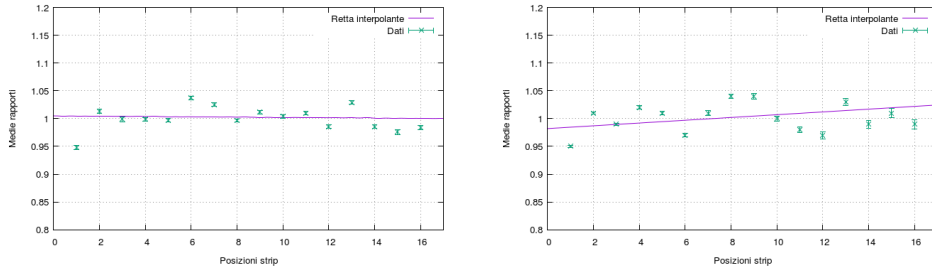 1.2
Retta interpolante
Dati
1.15
1.1
1.05
1
0.95
0.9
0.85
0.8
Medie rapporti
0 2 4 6 8 10 12 14 16
Posizioni strip
1.2
Retta interpolante
Dati
1.15
1.1
1.05
1
0.95
0.9
0.85
0.8
Medie rapporti
0 2 4 6 8 10 12 14 16
Posizioni strip